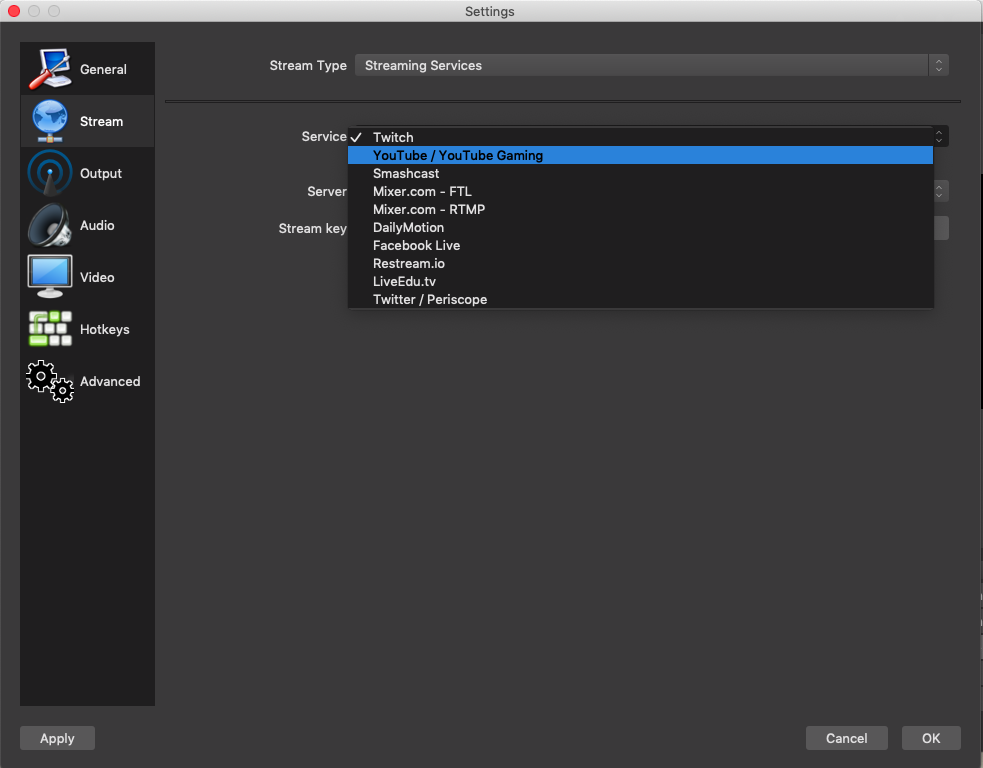 Settings
General
Stream
Output
Audio
Video
Hotkeys
Advanced
Stream Type Streaming Services
Service ✓ Twitch
YouTube / YouTube Gaming
Smashcast
Server Mixer.com - FTL
Mixer.com - RTMP
Stream key DailyMotion
Facebook Live
Restream.io
LiveEdu.tv
Twitter / Periscope
Apply Cancel OK